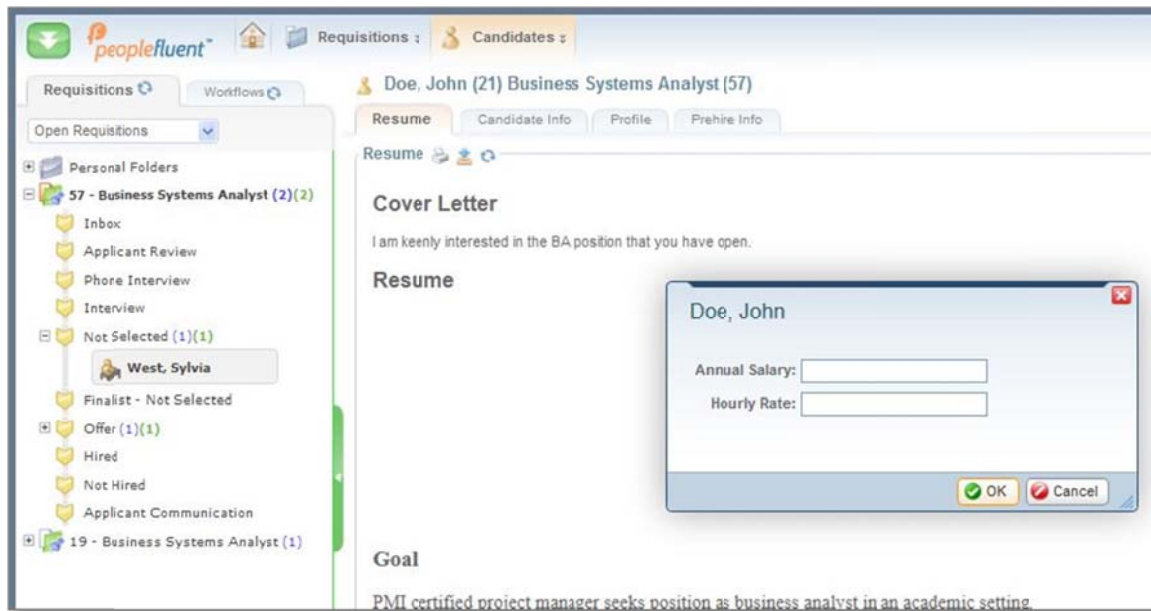 peoplefluent™ Requisitions Candidates
Requisitions Workflows
Open Requisitions
Personal Folders
57 - Business Systems Analyst (2)(2)
Inbox
Applicant Review
Phone Interview
Interview
Not Selected (1)(1)
West, Sylvia
Finalist - Not Selected
Offer (1)(1)
Hired
Not Hired
Applicant Communication
19 - Business Systems Analyst (1)
Doe, John (21) Business Systems Analyst (57)
Resume Candidate Info Profile Prehire Info
Resume
Cover Letter
I am keenly interested in the BA position that you have open.
Resume
Doe, John
Annual Salary:
Hourly Rate:
OK Cancel
Goal
PMI certified project manager seeks position as business analyst in an academic setting.